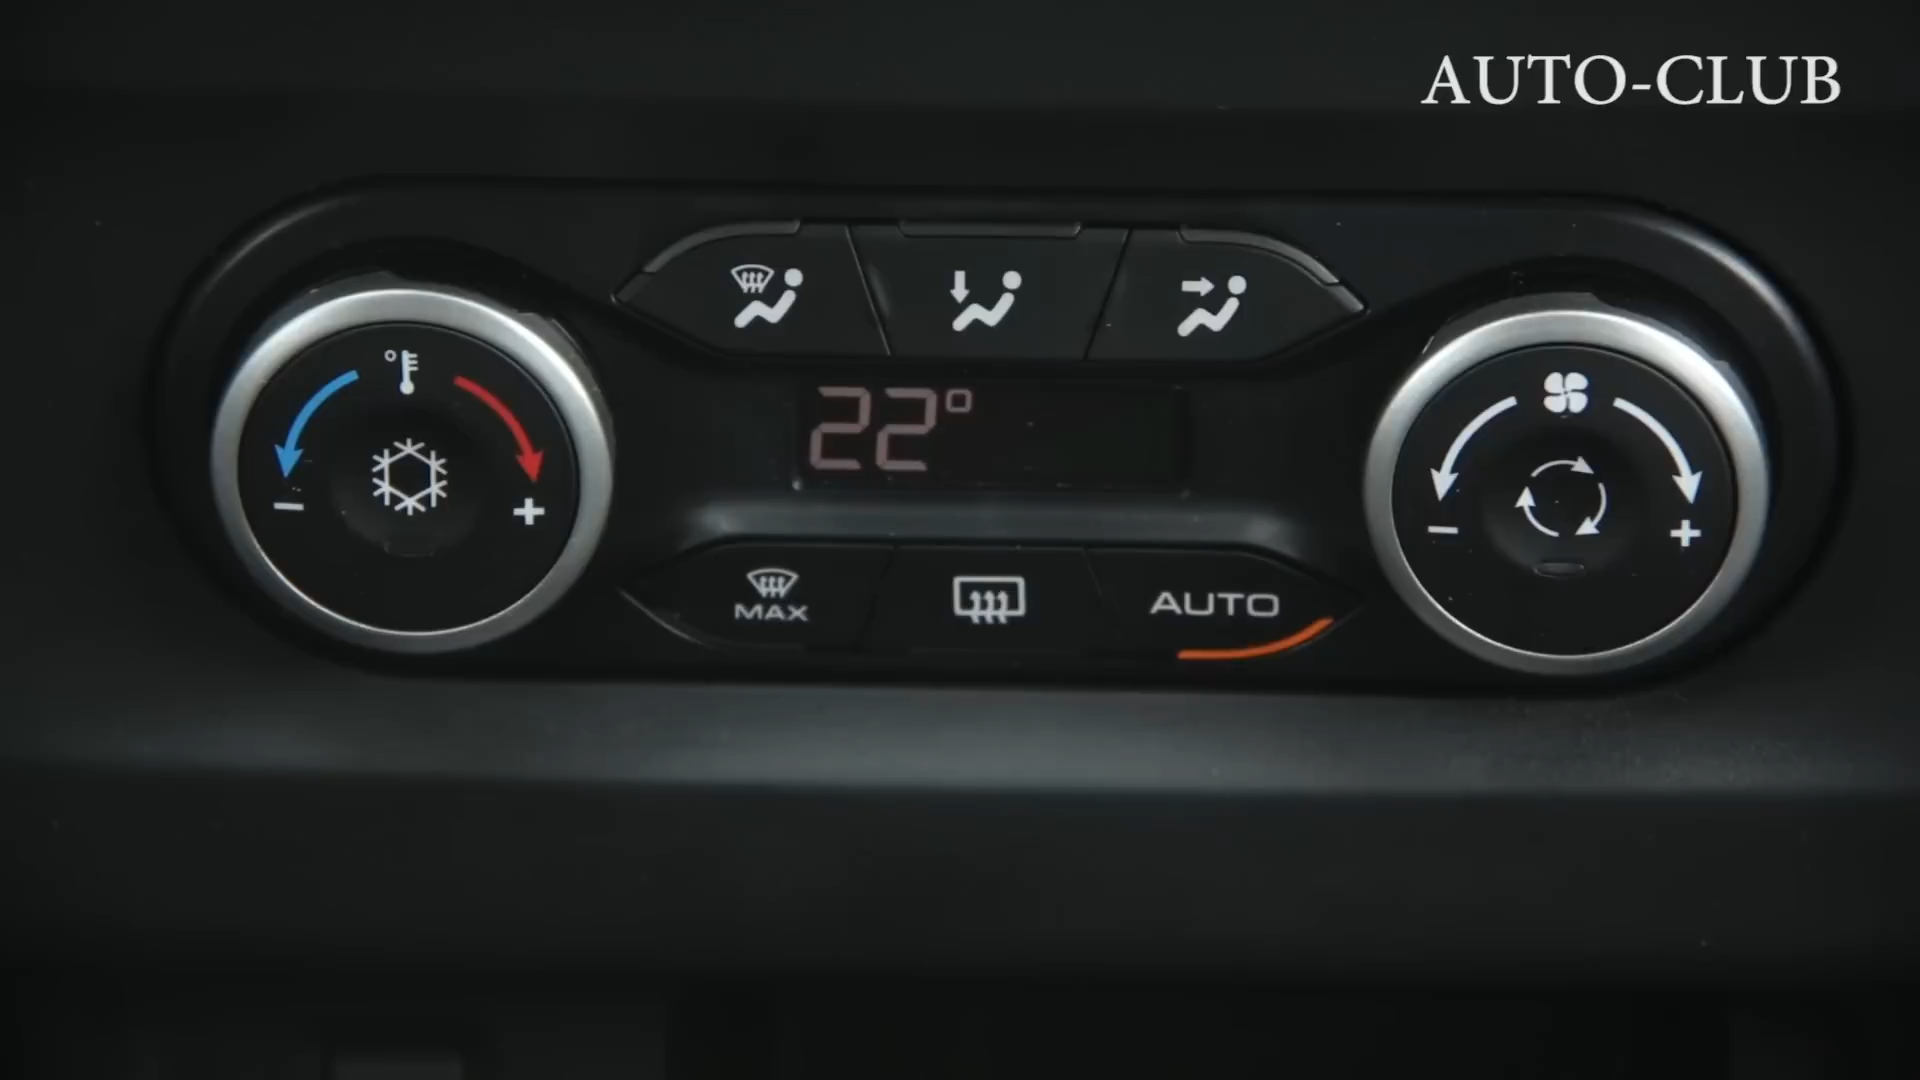 AUTO-CLUB
22°
MAX
AUTO
- +
- +